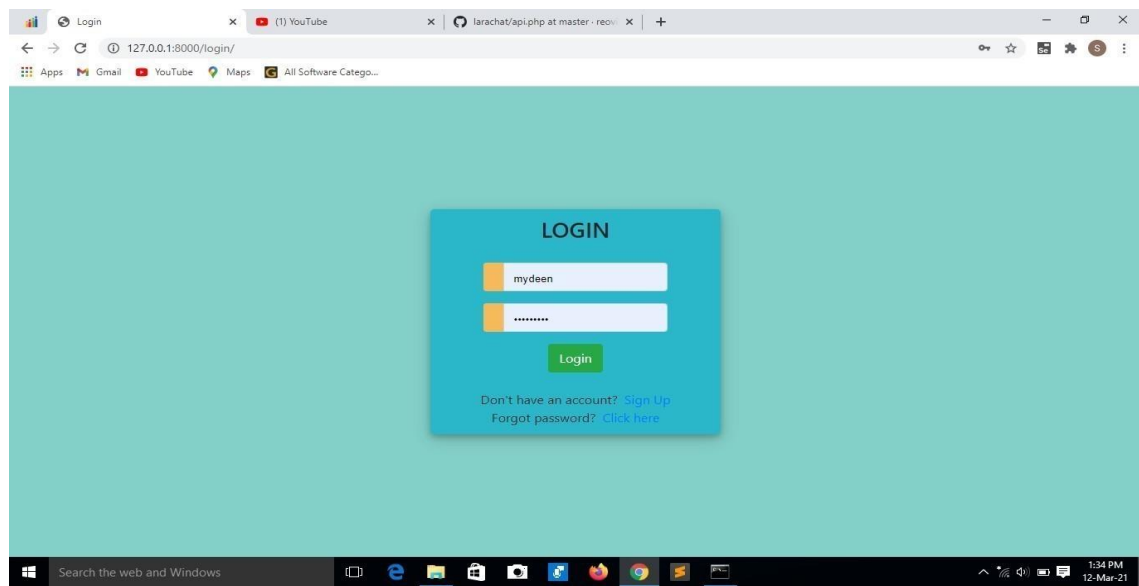 Login
(1) YouTube
larachat/api.php at master · reov
127.0.0.1:8000/login/
S
Apps Gmail YouTube Maps All Software Catego...
LOGIN
mydeen
•••••••••
Login
Don't have an account? Sign Up
Forgot password? Click here
Search the web and Windows
1:34 PM
12-Mar-21